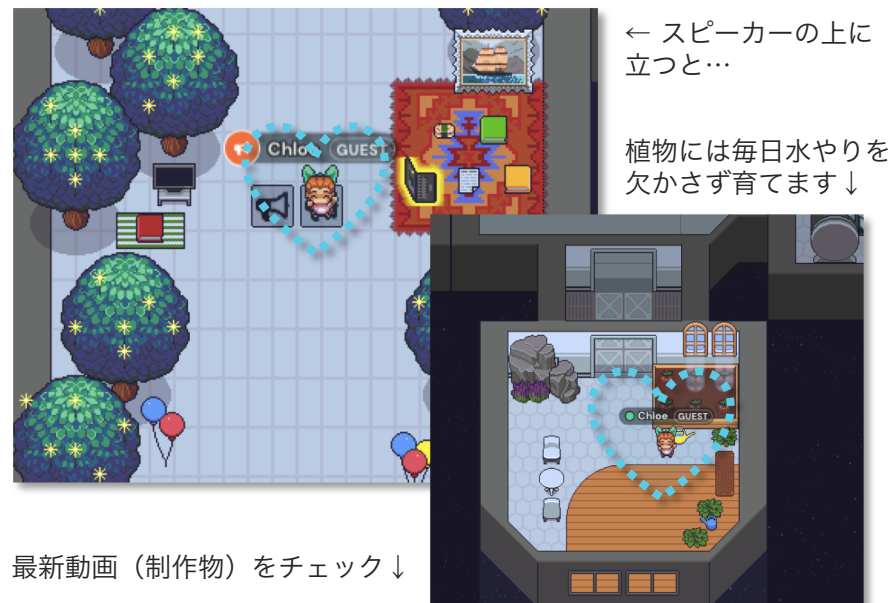 ← スピーカーの上に
立つと…
植物には毎日水やりを
欠かさず育てます↓
Chloe GUEST
Chloe GUEST
最新動画（制作物）をチェック↓